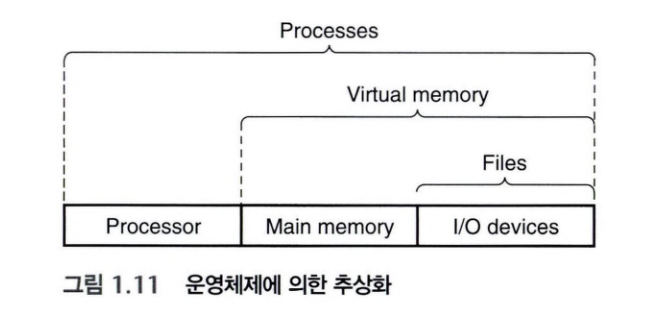 Processes
Virtual memory
Files
Processor Main memory I/O devices
그림 1.11 운영체제에 의한 추상화